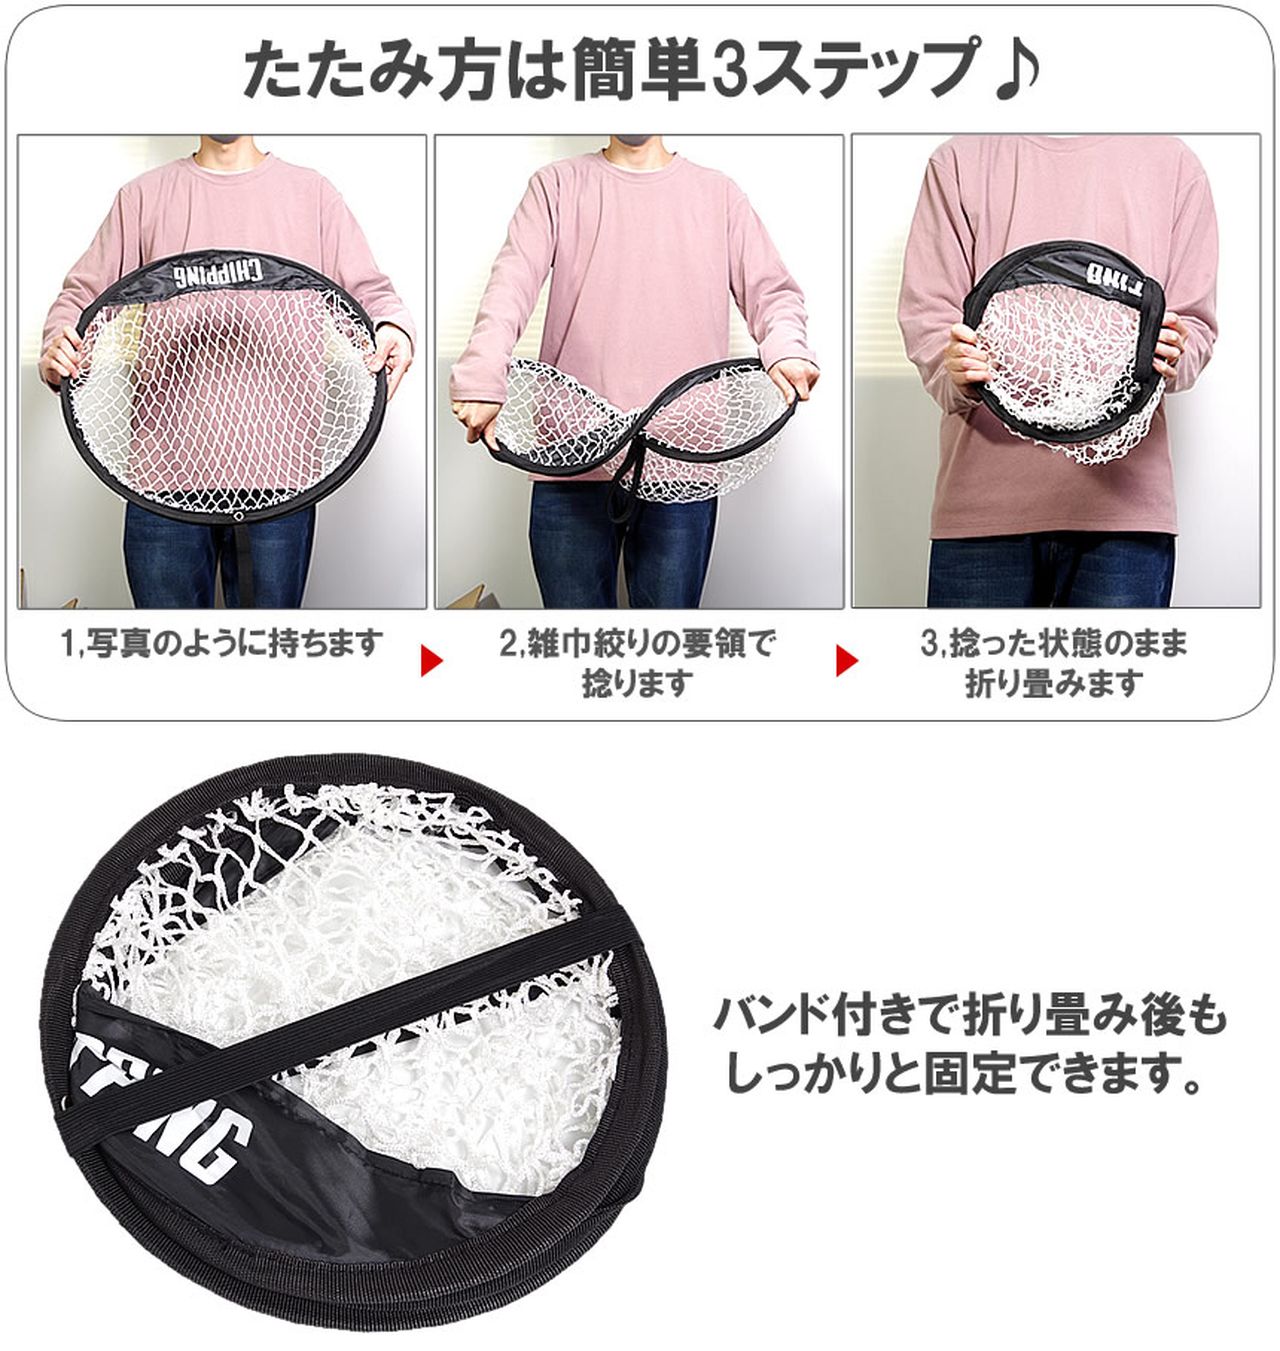 たたみ方は簡単3ステップ♪
CHIPPING
1,写真のように持ちます
2,雑巾絞りの要領で
捻ります
3,捻った状態のまま
折り畳みます
バンド付きで折り畳み後も
しっかりと固定できます。